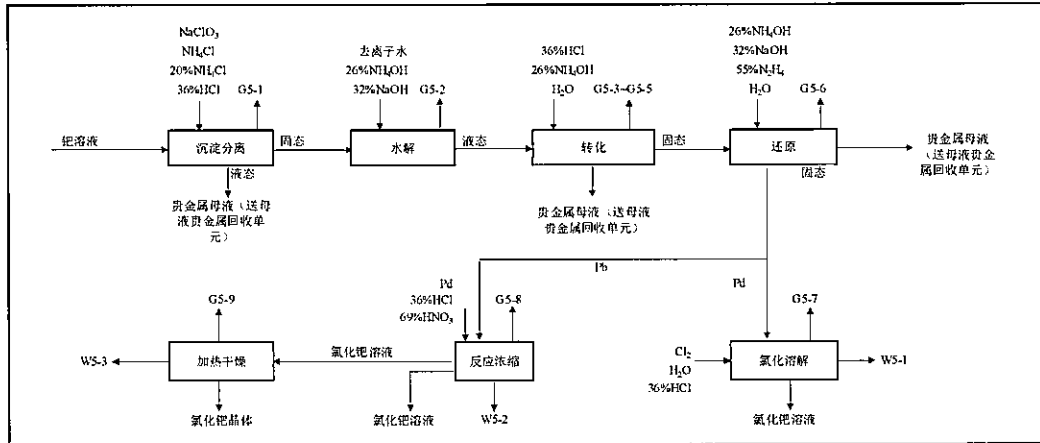 NaClO₃
NH₄Cl
20%NH₄Cl
36%HCl
G5-1
去离子水
26%NH₄OH
32%NaOH
G5-2
36%HCl
26%NH₄OH
H₂O
G5-3~G5-5
26%NH₄OH
32%NaOH
55%N₂H₄
H₂O
G5-6
钯溶液
沉淀分离
固态
水解
液态
转化
固态
还原
贵金属母液
(送母液贵金
属回收单元)
液态
贵金属母液(送母
液贵金属回收单
元)
贵金属母液(送母液
贵金属回收单元)
固态
Pb
Pd
Pd
36%HCl
69%HNO₃
G5-9
G5-8
G5-7
W5-3
加热干燥
氯化钯溶液
反应浓缩
Cl₂
H₂O
36%HCl
氯化溶解
W5-1
氯化钯晶体
氯化钯溶液
W5-2
氯化钯溶液